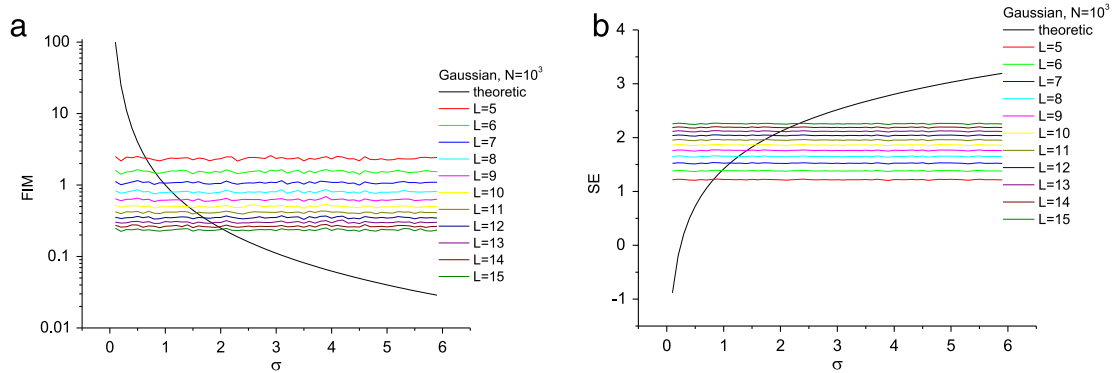 a
FIM
100
10
1
0.1
0.01
0 1 2 3 4 5 6
σ
Gaussian, N=10³
theoretic
L=5
L=6
L=7
L=8
L=9
L=10
L=11
L=12
L=13
L=14
L=15
b
SE
4
3
2
1
0
-1
0 1 2 3 4 5 6
σ
Gaussian, N=10³
theoretic
L=5
L=6
L=7
L=8
L=9
L=10
L=11
L=12
L=13
L=14
L=15